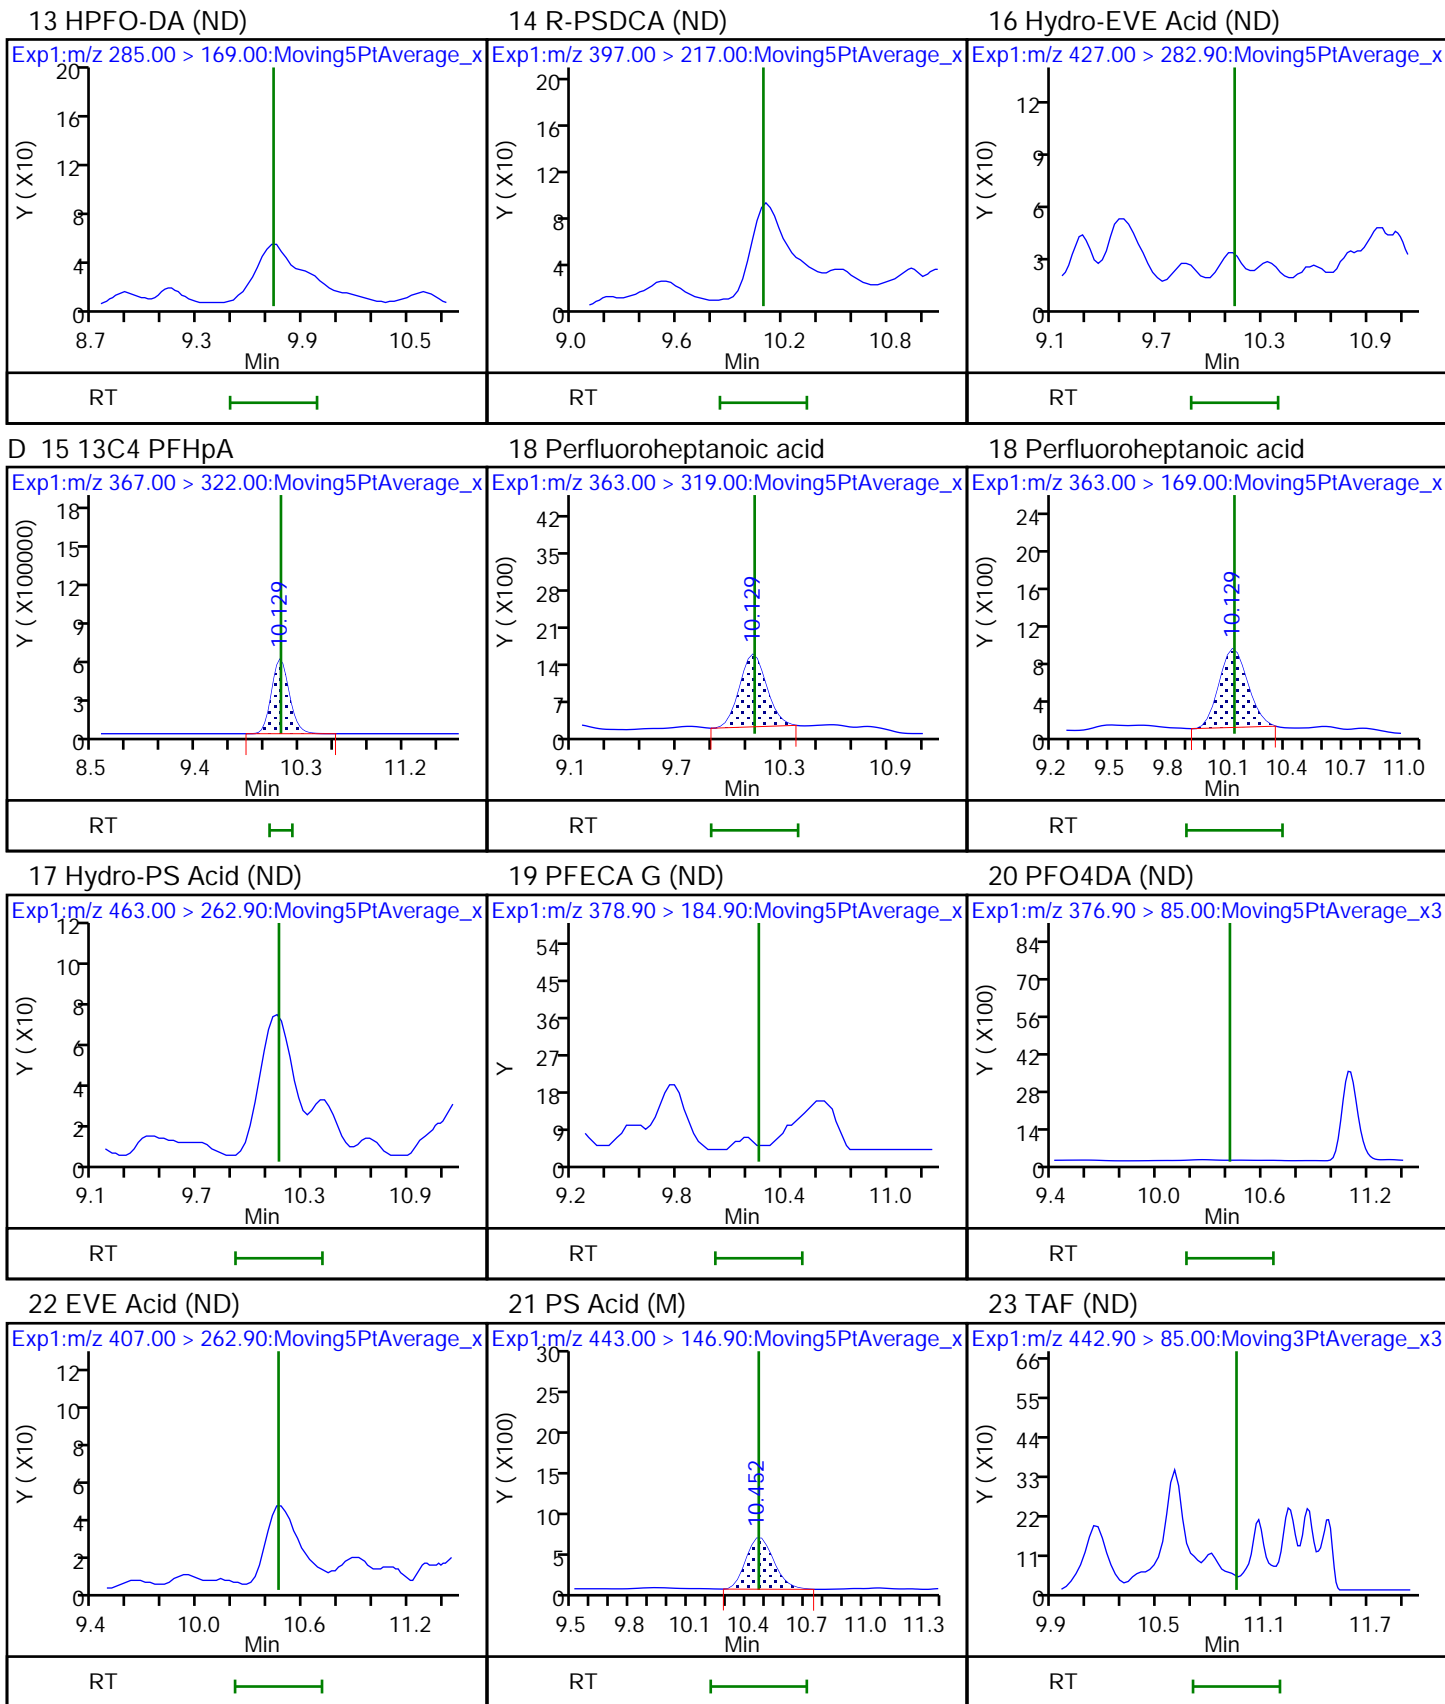 13 HPFO-DA (ND)
Exp1:m/z 285.00 > 169.00:Moving5PtAverage_x
Y ( X10)
20
16
12
8
4
0
8.7 9.3 9.9 10.5
Min
RT
14 R-PSDCA (ND)
Exp1:m/z 397.00 > 217.00:Moving5PtAverage_x
Y ( X10)
20
16
12
8
4
0
9.0 9.6 10.2 10.8
Min
RT
16 Hydro-EVE Acid (ND)
Exp1:m/z 427.00 > 282.90:Moving5PtAverage_x
Y ( X10)
12
9
6
3
0
9.1 9.7 10.3 10.9
Min
RT
D 15 13C4 PFHpA
Exp1:m/z 367.00 > 322.00:Moving5PtAverage_x
Y ( X100000)
18
15
12
9
6
3
0
10.129
8.5 9.4 10.3 11.2
Min
RT
18 Perfluoroheptanoic acid
Exp1:m/z 363.00 > 319.00:Moving5PtAverage_x
Y ( X100)
42
35
28
21
14
7
0
10.129
9.1 9.7 10.3 10.9
Min
RT
18 Perfluoroheptanoic acid
Exp1:m/z 363.00 > 169.00:Moving5PtAverage_x
Y ( X100)
24
20
16
12
8
4
0
10.129
9.2 9.5 9.8 10.1 10.4 10.7 11.0
Min
RT
17 Hydro-PS Acid (ND)
Exp1:m/z 463.00 > 262.90:Moving5PtAverage_x
Y ( X10)
12
10
8
6
4
2
0
9.1 9.7 10.3 10.9
Min
RT
19 PFECA G (ND)
Exp1:m/z 378.90 > 184.90:Moving5PtAverage_x
Y
54
45
36
27
18
9
0
9.2 9.8 10.4 11.0
Min
RT
20 PFO4DA (ND)
Exp1:m/z 376.90 > 85.00:Moving5PtAverage_x3
Y ( X100)
84
70
56
42
28
14
0
9.4 10.0 10.6 11.2
Min
RT
22 EVE Acid (ND)
Exp1:m/z 407.00 > 262.90:Moving5PtAverage_x
Y ( X10)
12
10
8
6
4
2
0
9.4 10.0 10.6 11.2
Min
RT
21 PS Acid (M)
Exp1:m/z 443.00 > 146.90:Moving5PtAverage_x
Y ( X100)
30
25
20
15
10
5
0
10.452
9.5 9.8 10.1 10.4 10.7 11.0 11.3
Min
RT
23 TAF (ND)
Exp1:m/z 442.90 > 85.00:Moving3PtAverage_x3
Y ( X10)
66
55
44
33
22
11
0
9.9 10.5 11.1 11.7
Min
RT